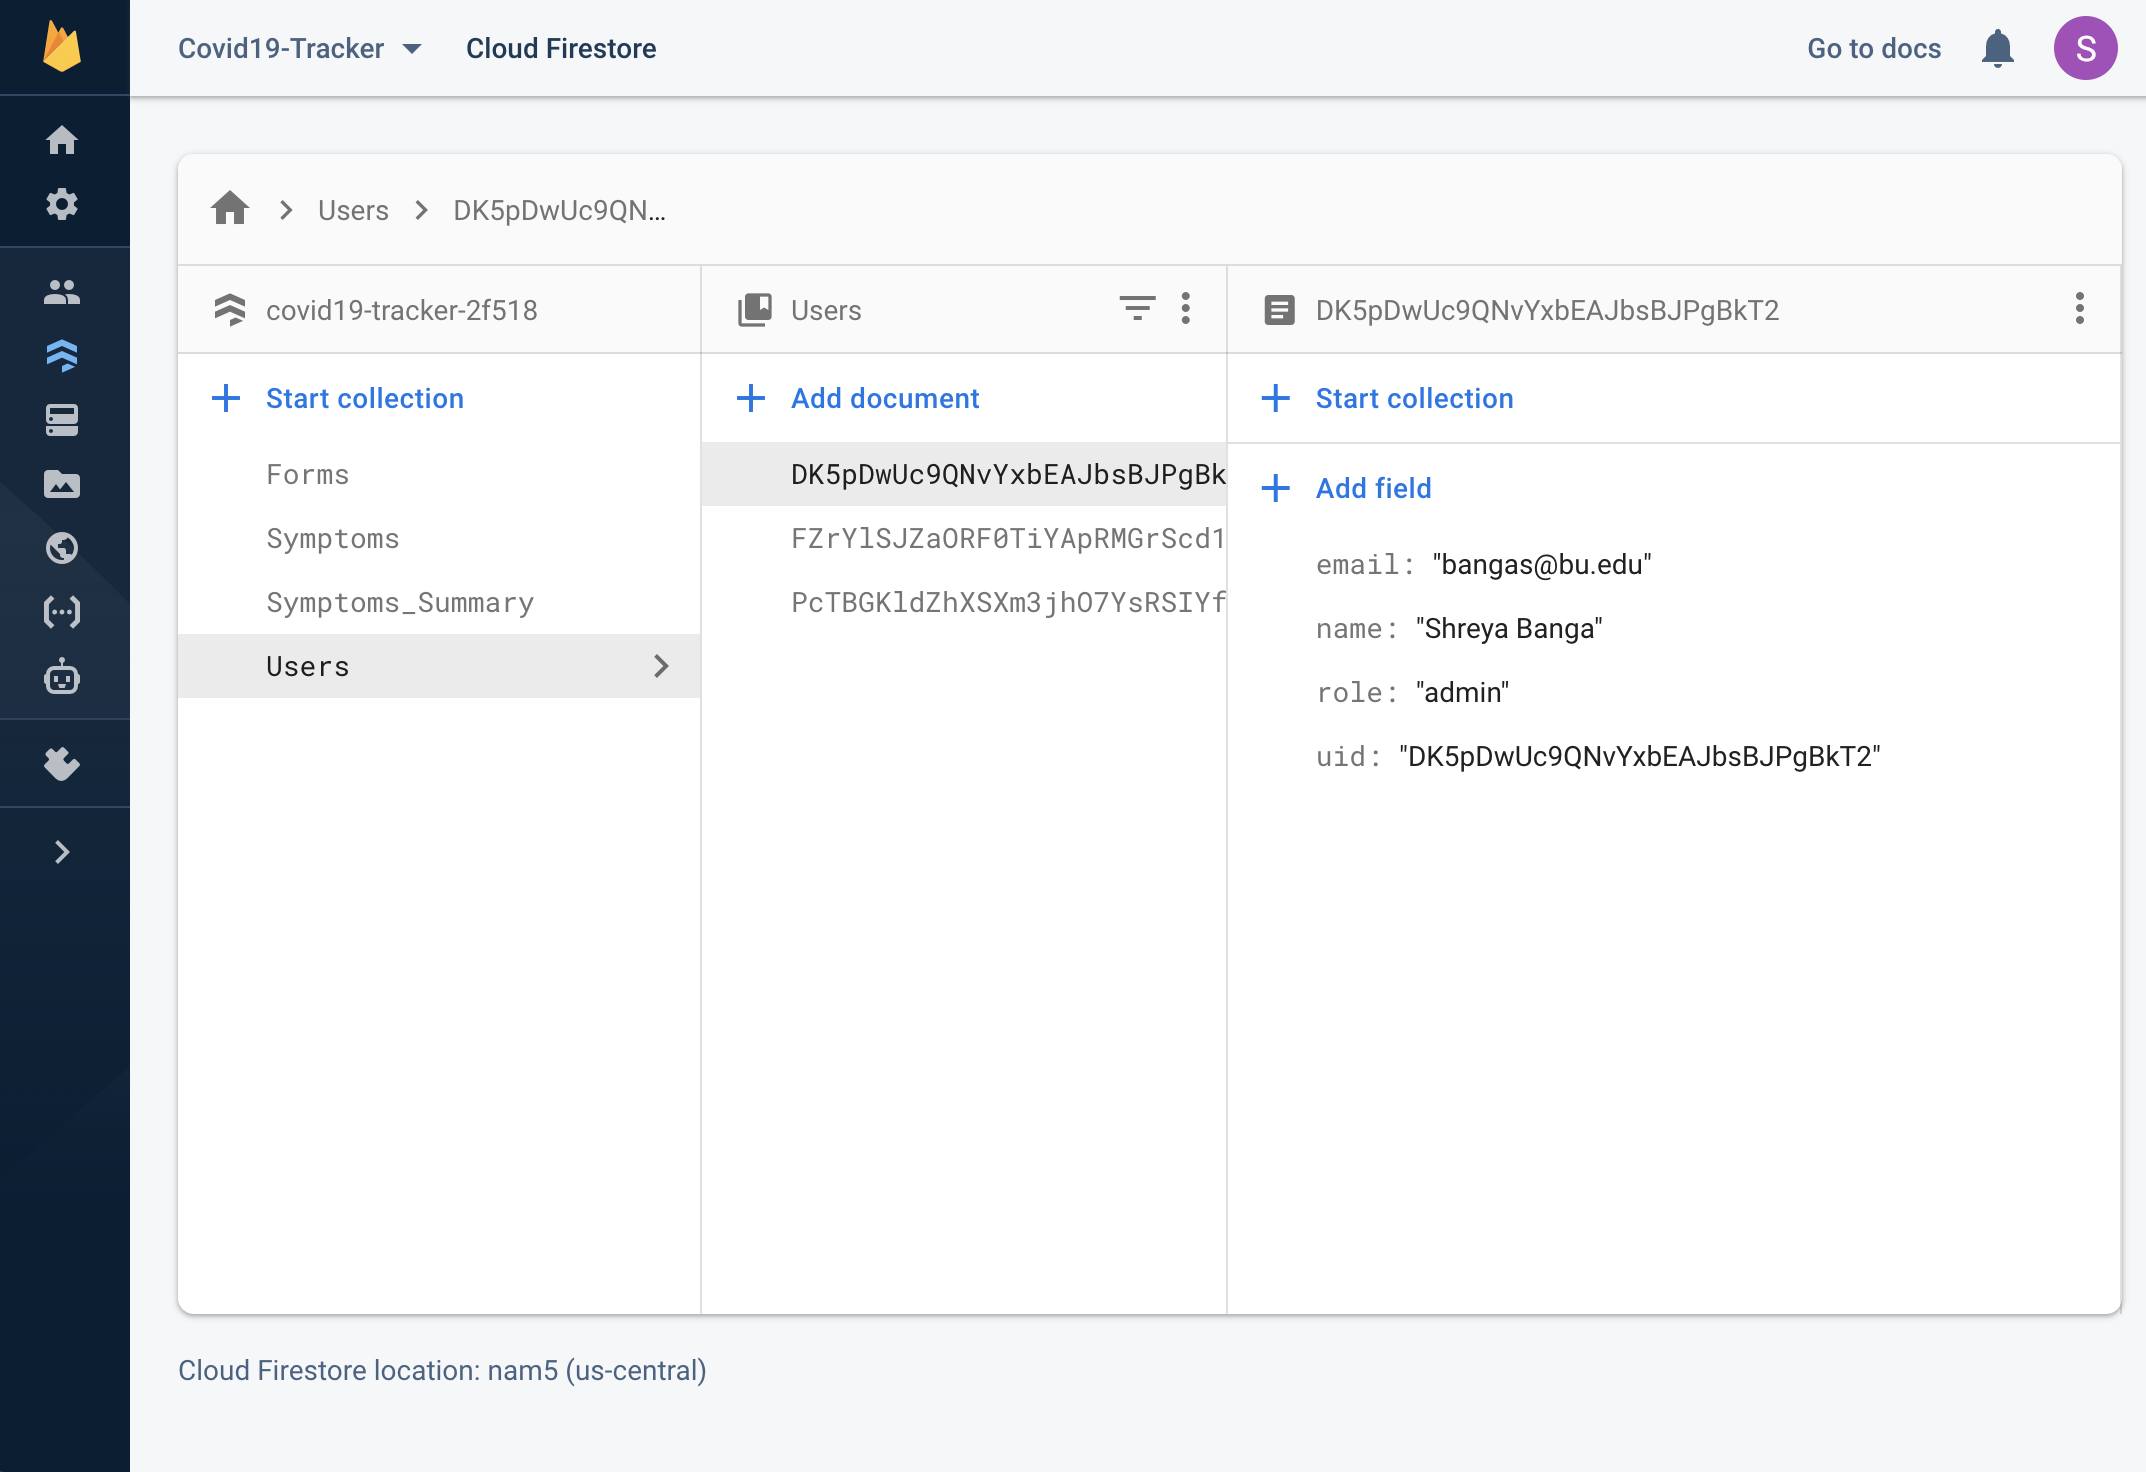 Covid19-Tracker Cloud Firestore Go to docs S
Users DK5pDwUc9QN...
covid19-tracker-2f518
Start collection
Forms
Symptoms
Symptoms_Summary
Users
Users
Add document
DK5pDwUc9QNvYxbEAJbsBJPgBk
FZrYlSJZaORF0TiYApRMGrScd1
PcTBGKldZhXSXm3jhO7YsRSIYf
DK5pDwUc9QNvYxbEAJbsBJPgBkT2
Start collection
Add field
email: "bangas@bu.edu"
name: "Shreya Banga"
role: "admin"
uid: "DK5pDwUc9QNvYxbEAJbsBJPgBkT2"
Cloud Firestore location: nam5 (us-central)